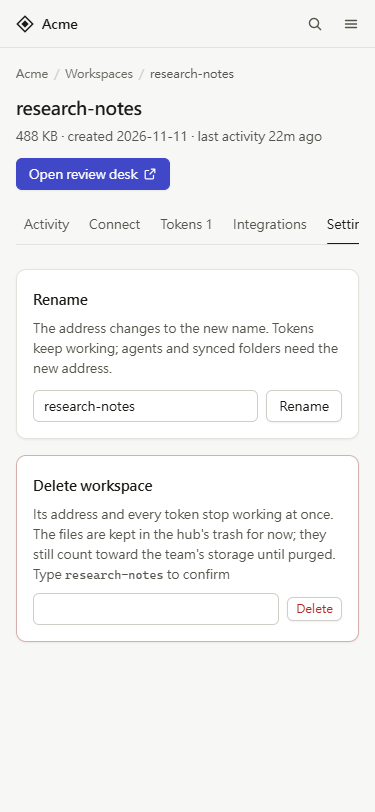 Acme
Acme / Workspaces / research-notes
research-notes
488 KB · created 2026-11-11 · last activity 22m ago
Open review desk
Activity Connect Tokens 1 Integrations Settin
Rename
The address changes to the new name. Tokens
keep working; agents and synced folders need the
new address.
research-notes Rename
Delete workspace
Its address and every token stop working at once.
The files are kept in the hub's trash for now; they
still count toward the team's storage until purged.
Type research-notes to confirm
Delete